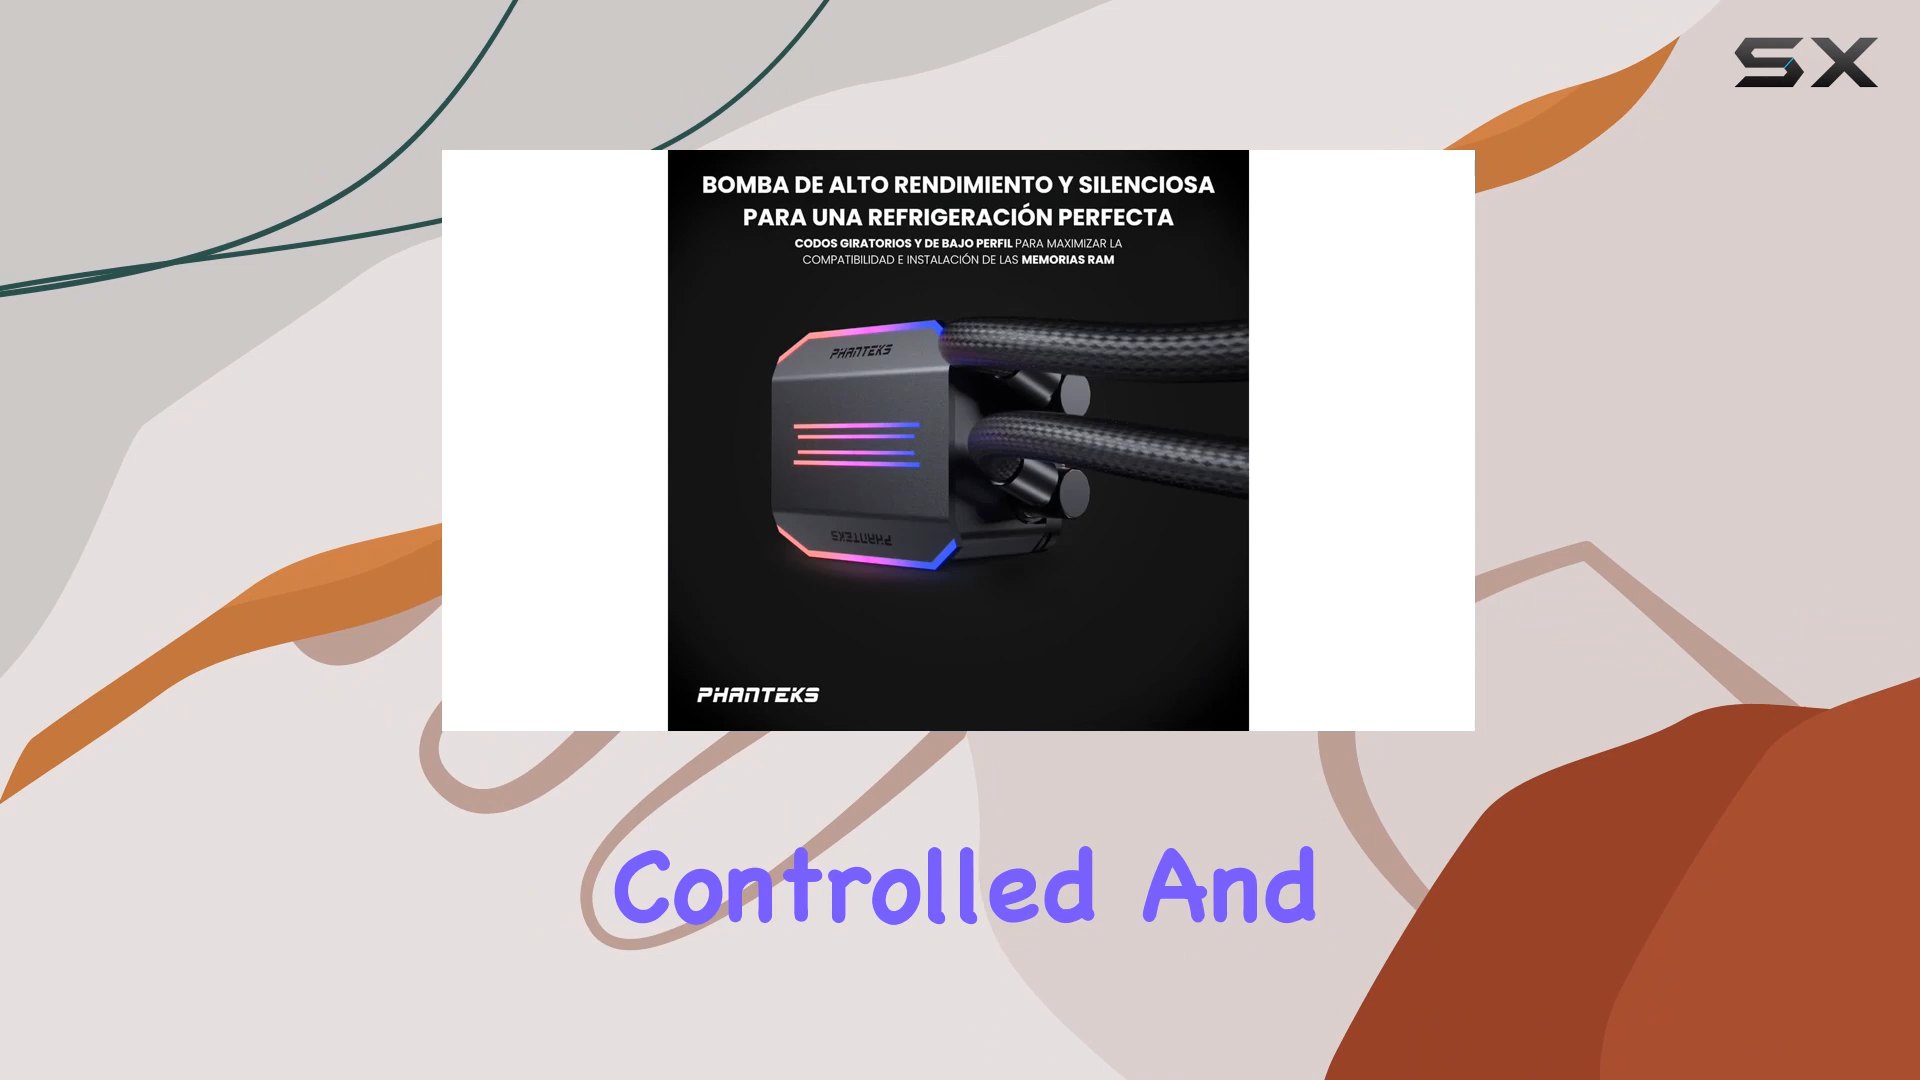 SX
BOMBA DE ALTO RENDIMIENTO Y SILENCIOSA
PARA UNA REFRIGERACIÓN PERFECTA
CODOS GIRATORIOS Y DE BAJO PERFIL PARA MAXIMIZAR LA
COMPATIBILIDAD E INSTALACIÓN DE LAS MEMORIAS RAM
PHANTEKS
PHANTEKS
PHANTEKS
Controlled And